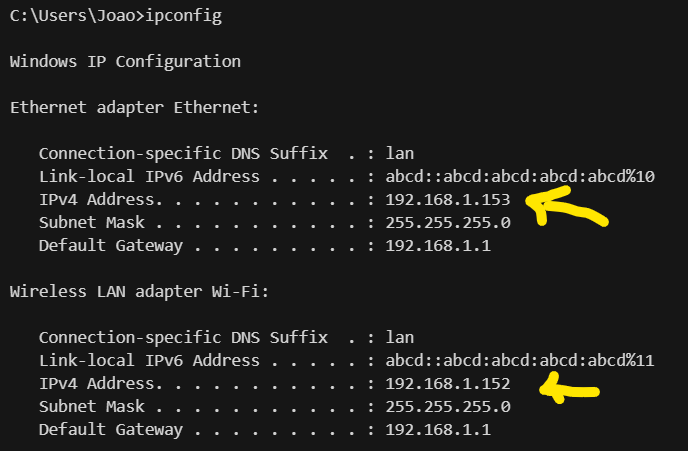 C:\Users\Joao>ipconfig
Windows IP Configuration
Ethernet adapter Ethernet:
Connection-specific DNS Suffix  . : lan
Link-local IPv6 Address . . . . . : abcd::abcd:abcd:abcd:abcd%10
IPv4 Address. . . . . . . . . . . : 192.168.1.153
Subnet Mask . . . . . . . . . . . : 255.255.255.0
Default Gateway . . . . . . . . . : 192.168.1.1
Wireless LAN adapter Wi-Fi:
Connection-specific DNS Suffix  . : lan
Link-local IPv6 Address . . . . . : abcd::abcd:abcd:abcd:abcd%11
IPv4 Address. . . . . . . . . . . : 192.168.1.152
Subnet Mask . . . . . . . . . . . : 255.255.255.0
Default Gateway . . . . . . . . . : 192.168.1.1